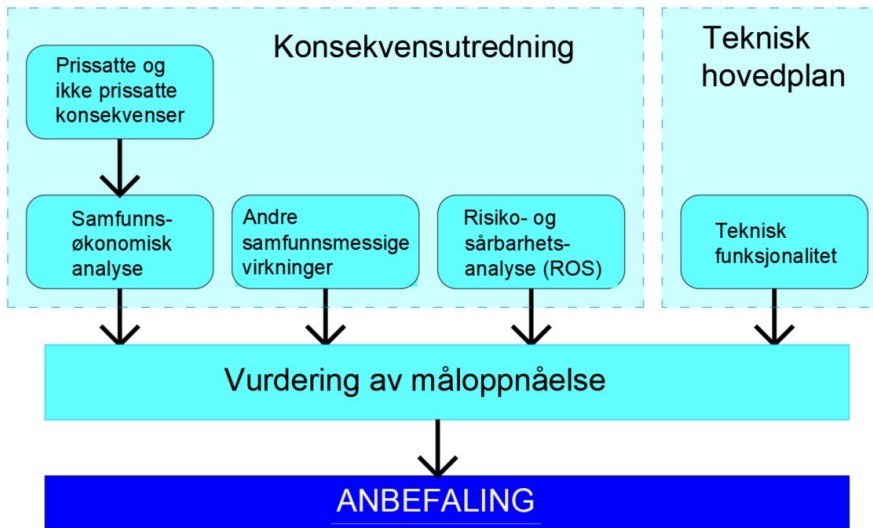 Konsekvensutredning
Prissatte og
ikke prissatte
konsekvenser
Samfunns-
økonomisk
analyse
Andre
samfunnsmessige
virkninger
Risiko- og
sårbarhets-
analyse (ROS)
Teknisk
hovedplan
Teknisk
funksjonalitet
Vurdering av måloppnåelse
ANBEFALING